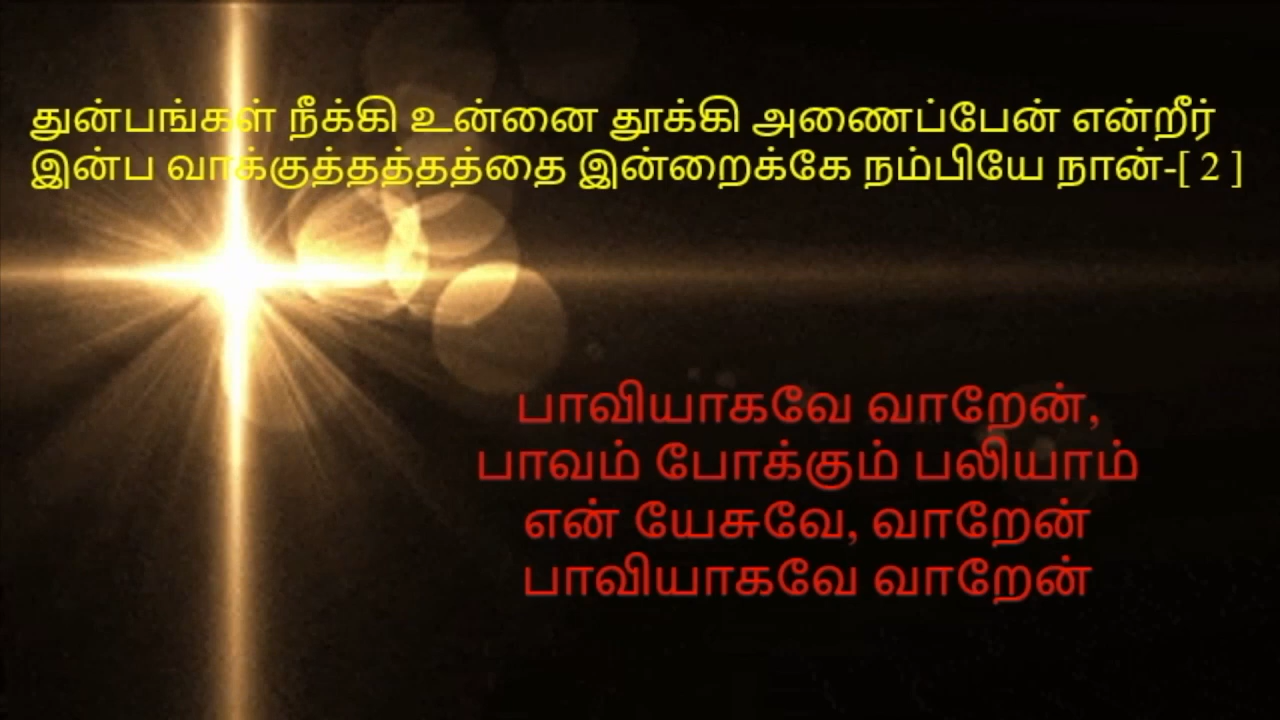 துன்பங்கள் நீக்கி உன்னை தூக்கி அணைப்பேன் என்றீர்
இன்ப வாக்குத்தத்தத்தை இன்றைக்கே நம்பியே நான்-[ 2 ]
பாவியாகவே வாறேன்,
பாவம் போக்கும் பலியாம்
என் யேசுவே, வாறேன்
பாவியாகவே வாறேன்